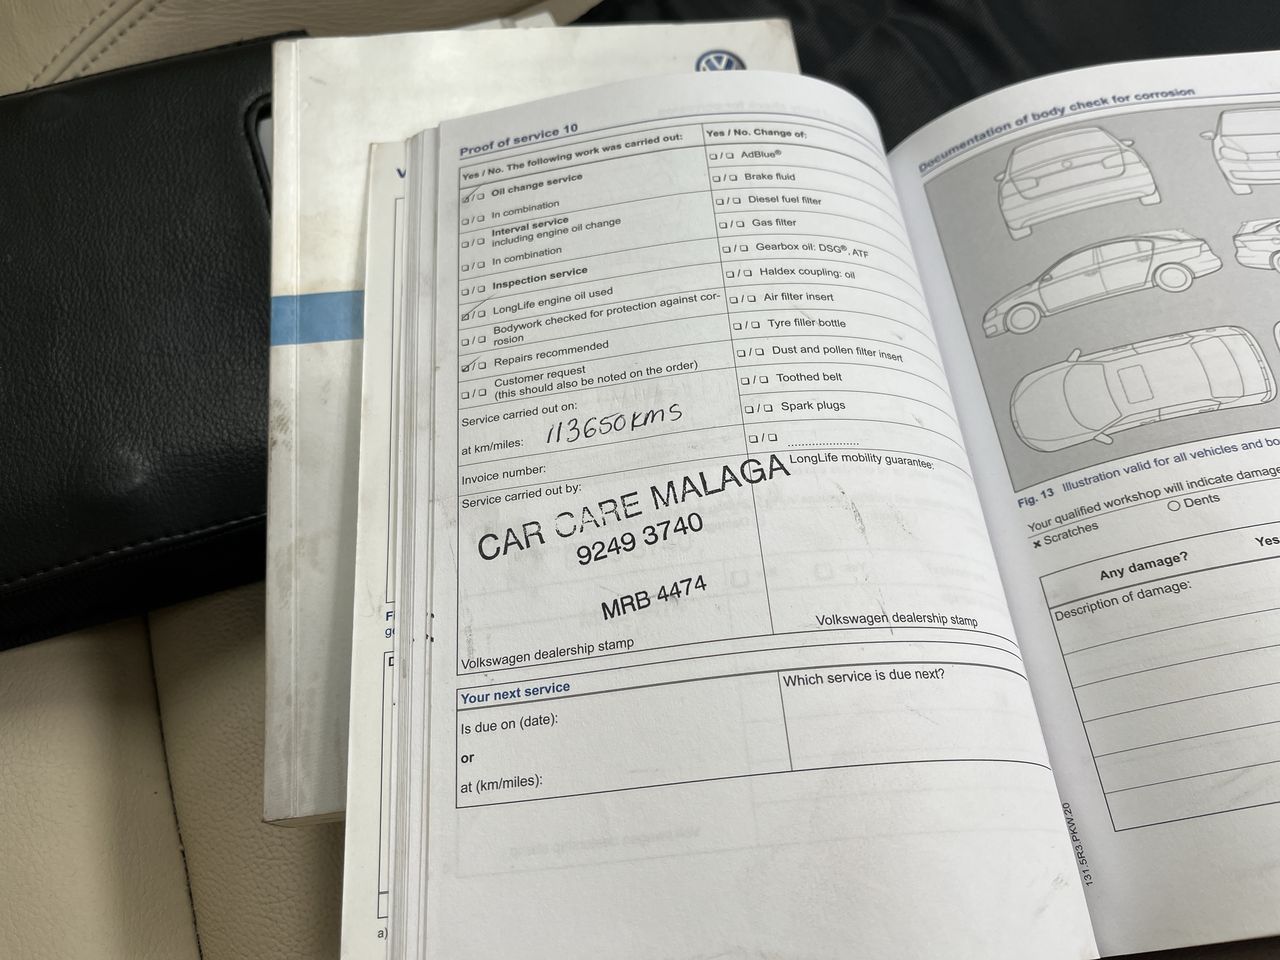 Proof of service 10
Yes / No. The following work was carried out:
☑/☐ Oil change service
☐/☐ In combination
☐/☐ Interval service
including engine oil change
☐/☐ In combination
☐/☐ Inspection service
☑/☐ LongLife engine oil used
☐/☐ Bodywork checked for protection against cor-
rosion
☑/☐ Repairs recommended
☐/☐ Customer request
(this should also be noted on the order)
Service carried out on:
at km/miles: 113650kms
Invoice number:
Service carried out by:
CAR CARE MALAGA
9249 3740
MRB 4474
Volkswagen dealership stamp
Yes / No. Change of:
☐/☐ AdBlue®
☐/☐ Brake fluid
☐/☐ Diesel fuel filter
☐/☐ Gas filter
☐/☐ Gearbox oil: DSG®, ATF
☐/☐ Haldex coupling: oil
☐/☐ Air filter insert
☐/☐ Tyre filler bottle
☐/☐ Dust and pollen filter insert
☐/☐ Toothed belt
☐/☐ Spark plugs
☐/☐ ....................
LongLife mobility guarantee:
Volkswagen dealership stamp
Your next service
Is due on (date):
or
at (km/miles):
Which service is due next?
Documentation of body check for corrosion
Fig. 13 Illustration valid for all vehicles and bo
Your qualified workshop will indicate damage
x Scratches
○ Dents
Any damage?
Yes
Description of damage:
131.5R3.PKW.20
a)